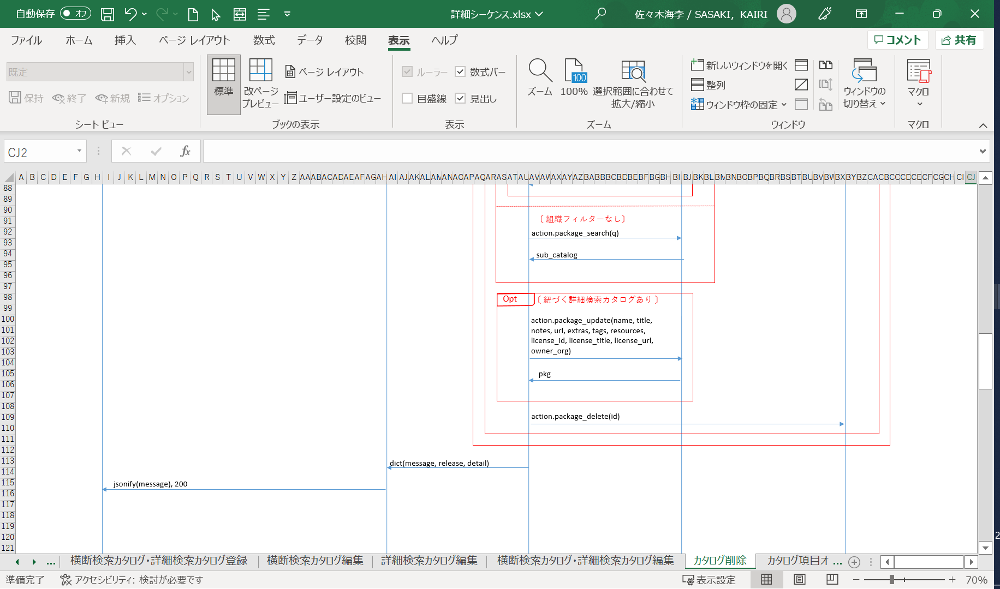 自動保存 オフ 詳細シーケンス.xlsx 佐々木海李 / SASAKI, KAIRI
ファイル ホーム 挿入 ページ レイアウト 数式 データ 校閲 表示 ヘルプ コメント 共有
既定
保持 終了 新規 オプション
シート ビュー
標準 改ページ プレビュー ページ レイアウト ユーザー設定のビュー
ブックの表示
ルーラー 数式バー
目盛線 見出し
表示
ズーム 100 100% 選択範囲に合わせて 拡大/縮小
ズーム
新しいウィンドウを開く
整列
ウィンドウ枠の固定
ウィンドウの 切り替え
ウィンドウ
マクロ
マクロ
CJ2 fx
A B C D E F G H I J K L M N O P Q R S T U V W X Y Z AA AB AC AD AE AF AG AH AI AJ AK AL AM AN AO AP AQ AR AS AT AU AV AW AX AY AZ BA BB BC BD BE BF BG BH BI BJ BK BL BM BN BO BP BQ BR BS BT BU BV BW BX BY BZ CA CB CC CD CE CF CG CH CI CJ
88
89
90
91
92
93
94
95
96
97
98
99
100
101
102
103
104
105
106
107
108
109
110
111
112
113
114
115
116
117
118
119
120
121
〔 組織フィルターなし〕
action.package_search(q)
sub_catalog
Opt 〔 紐づく詳細検索カタログあり 〕
action.package_update(name, title,
notes, url, extras, tags, resources,
license_id, license_title, license_url,
owner_org)
pkg
action.package_delete(id)
dict(message, release, detail)
jsonify(message), 200
2
... 横断検索カタログ・詳細検索カタログ登録 横断検索カタログ編集 詳細検索カタログ編集 横断検索カタログ・詳細検索カタログ編集 カタログ削除 カタログ項目オ ...
準備完了 アクセシビリティ: 検討が必要です 表示設定 70%